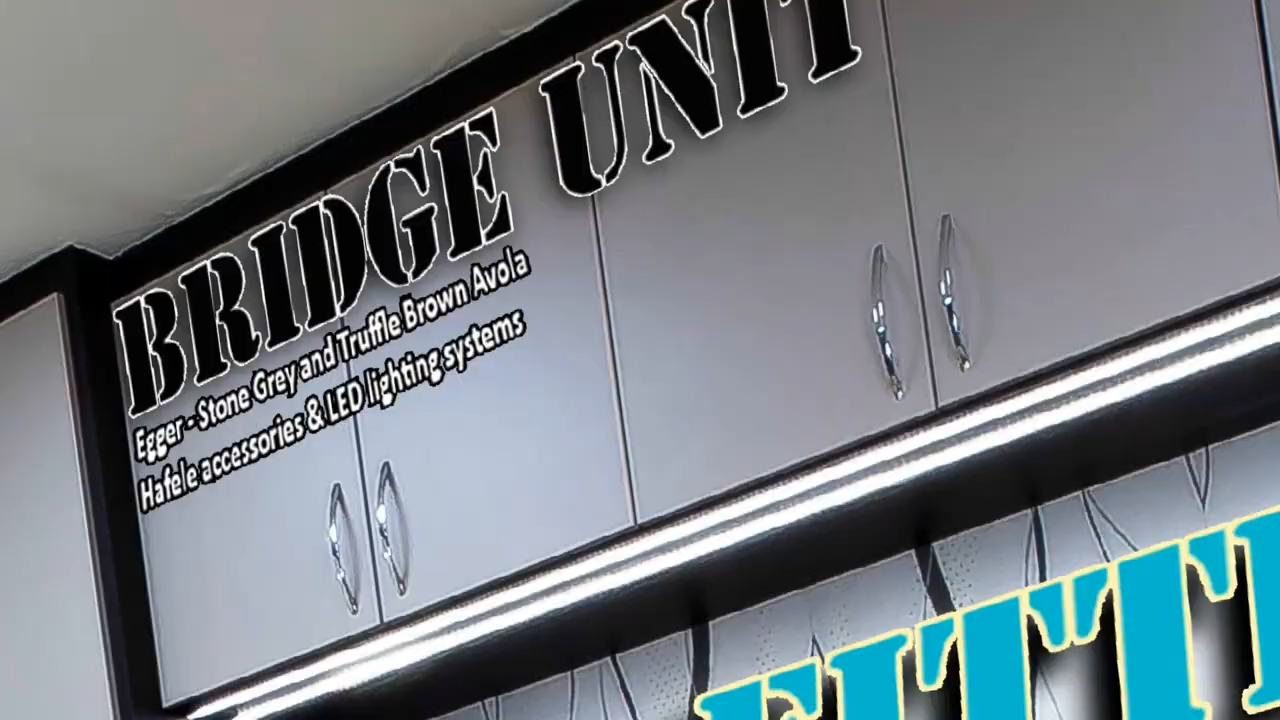 BRIDGE UNIT
Egger - Stone Grey and Truffle Brown Avola
Hafele accessories & LED lighting systems